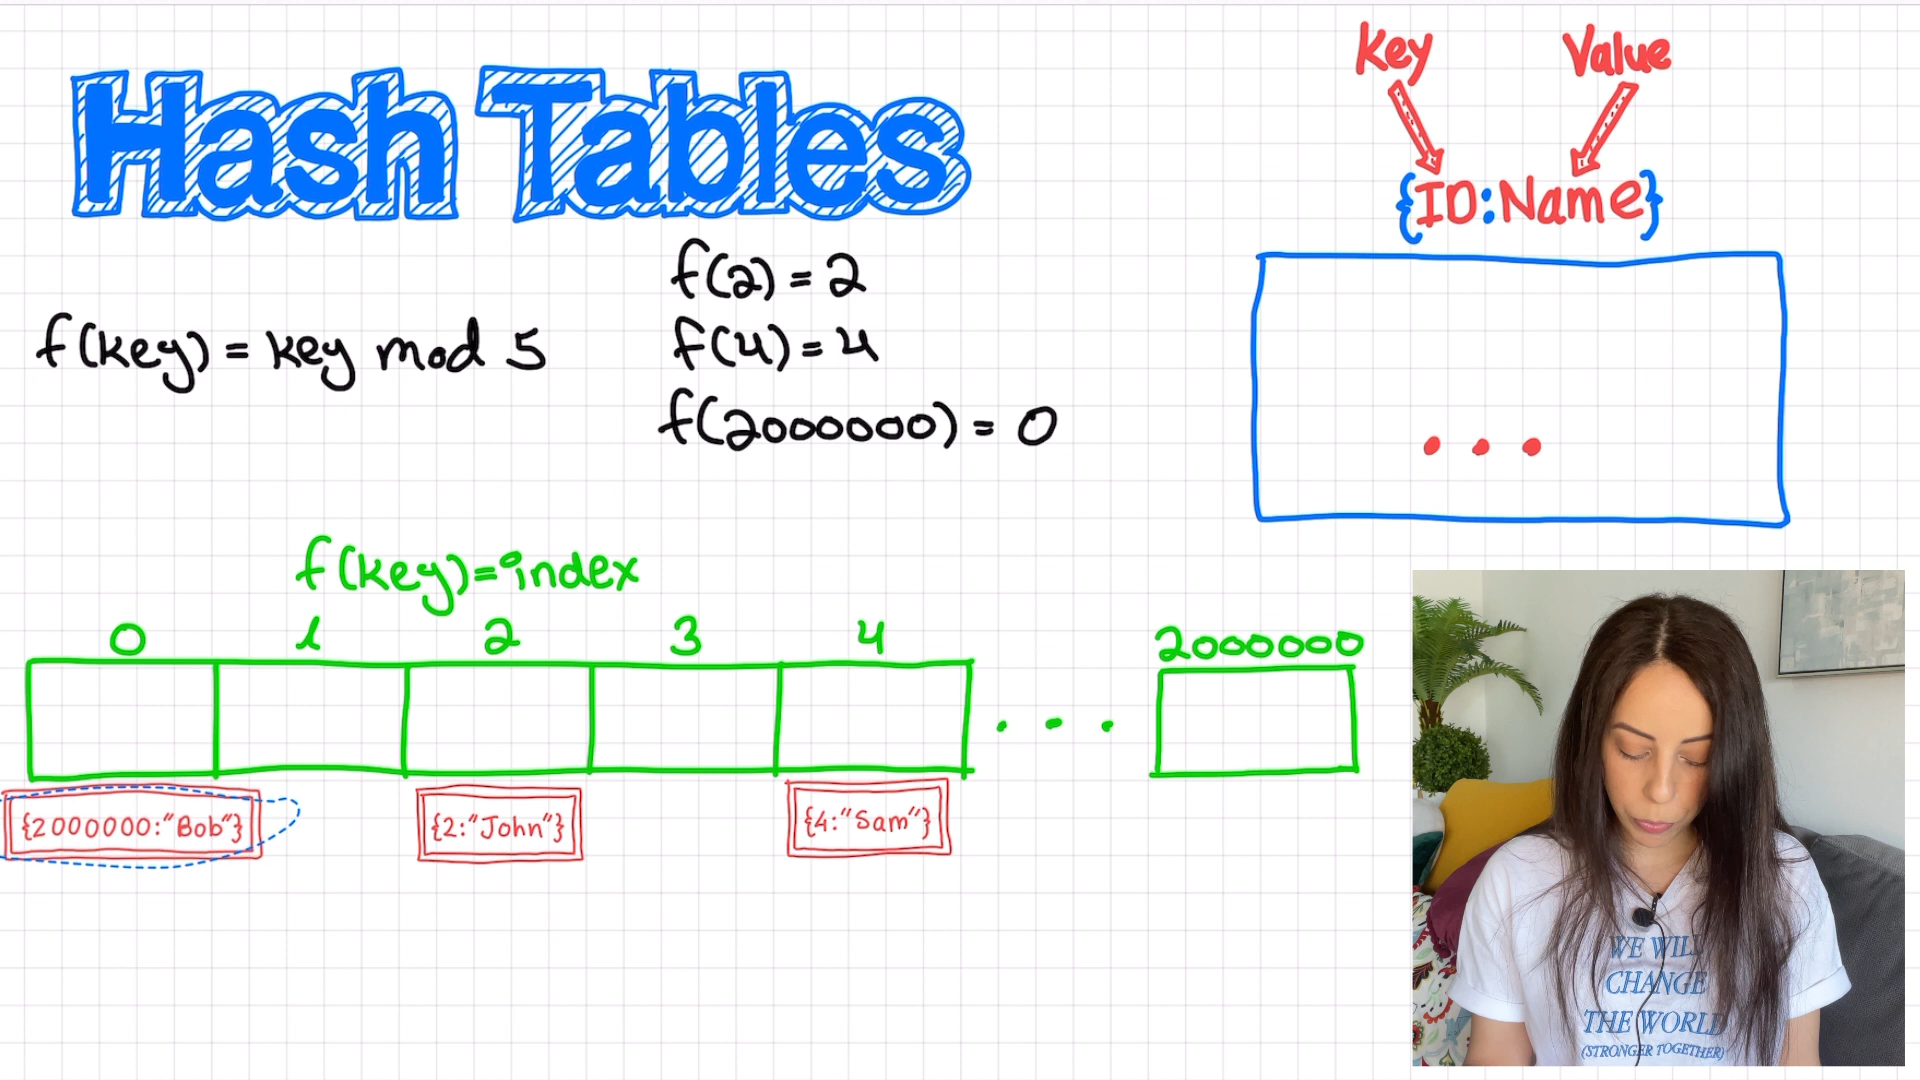 Hash Tables
Key Value
{ID:Name}
f(key) = key mod 5
f(2) = 2
f(4) = 4
f(2000000) = 0
f(key)=index
0 1 2 3 4 2000000
{2000000:"Bob"} {2:"John"} {4:"Sam"}
WE WILL
CHANGE
THE WORLD
(STRONGER TOGETHER)